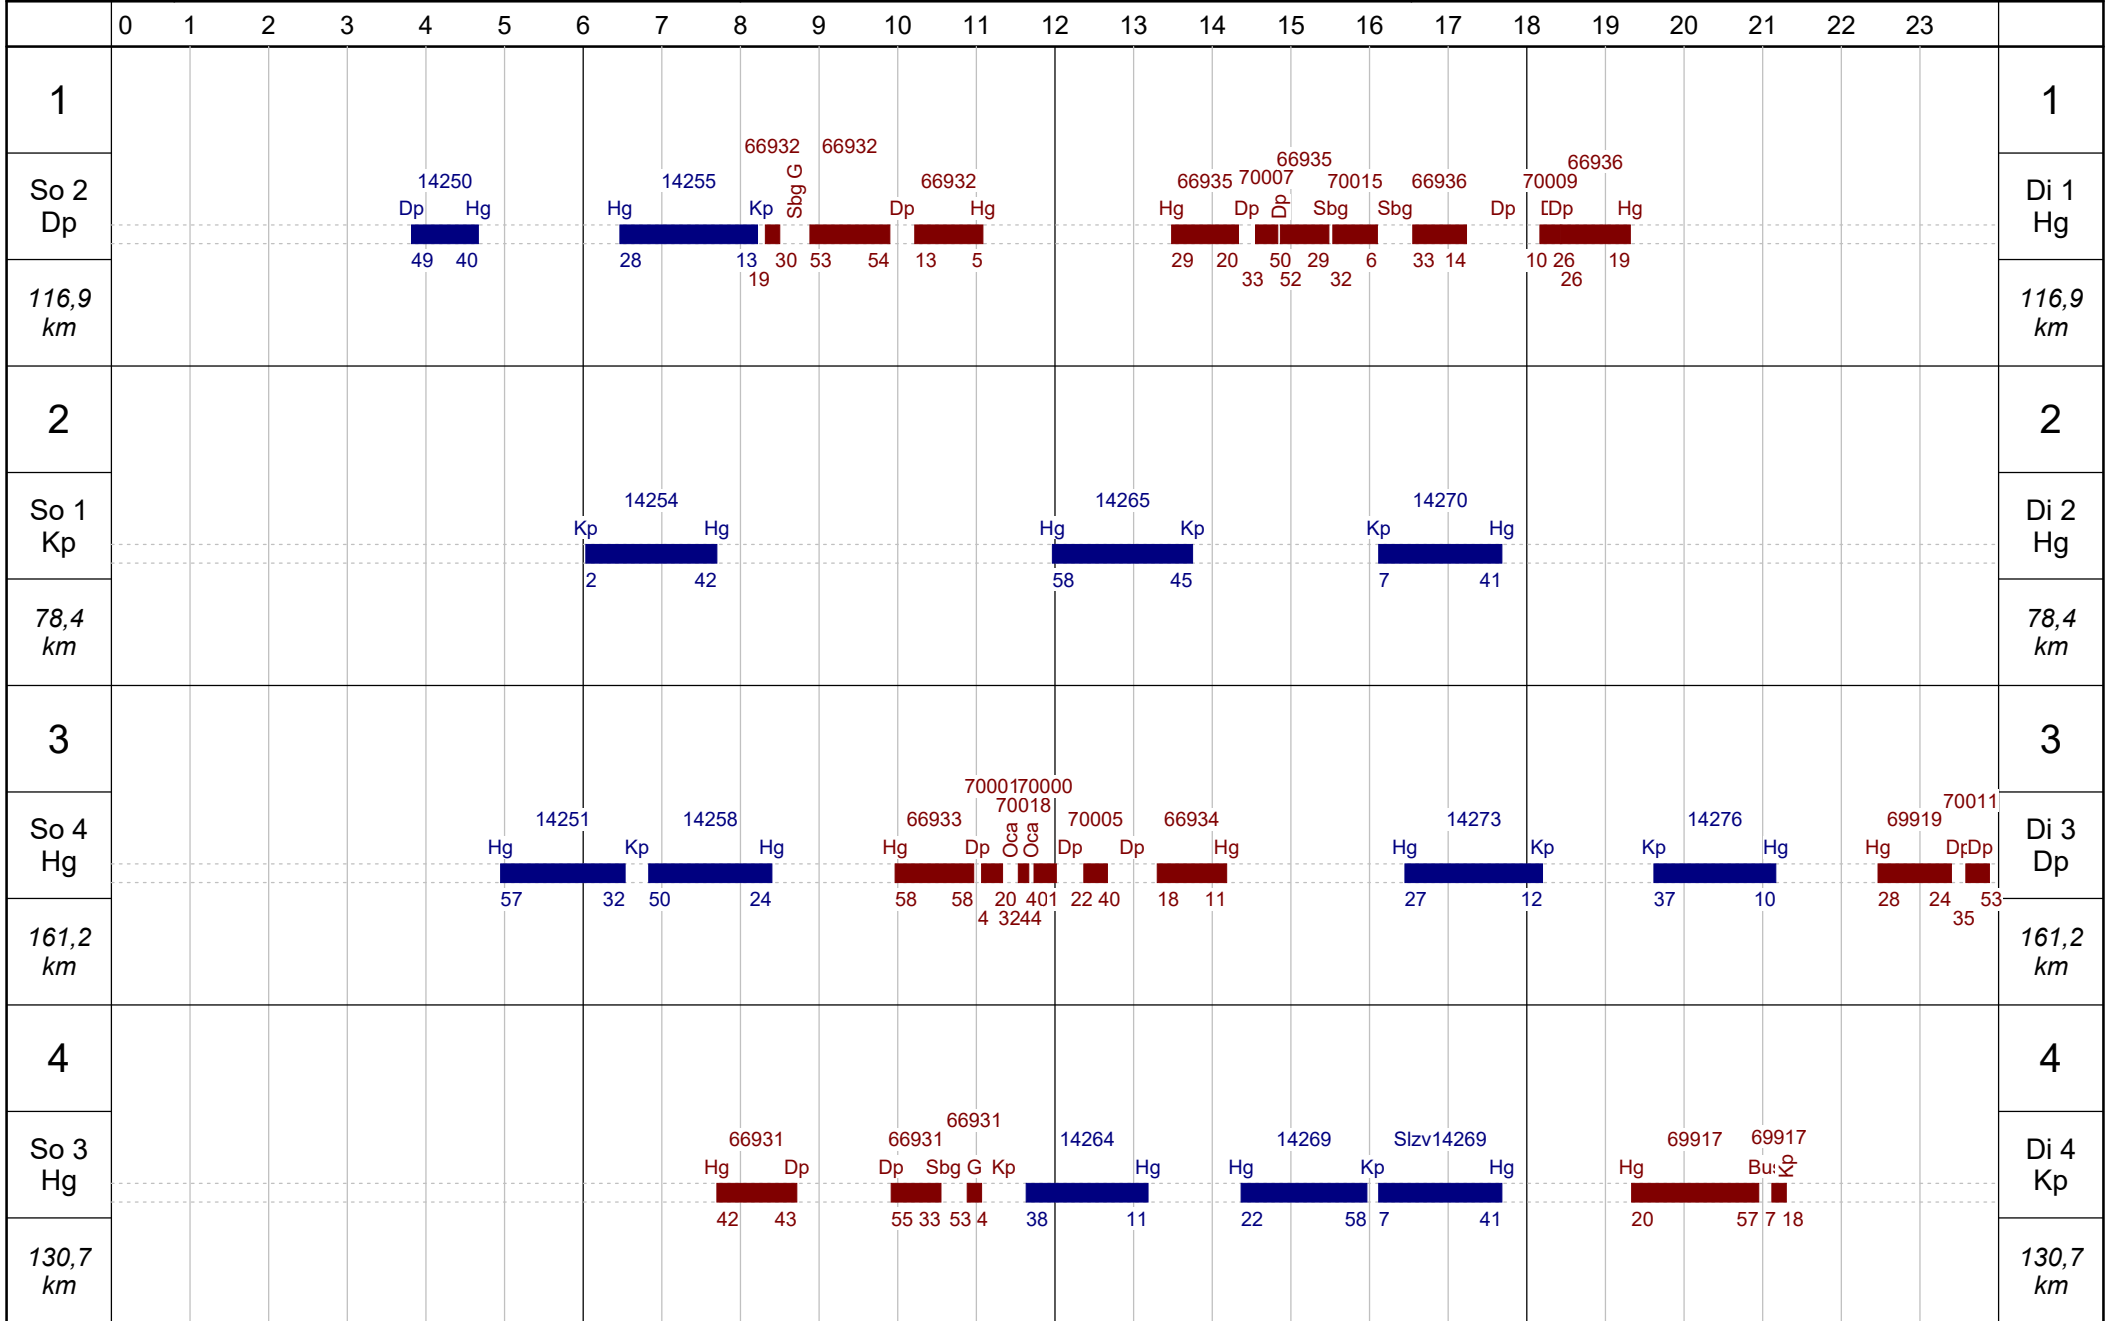 0 1 2 3 4 5 6 7 8 9 10 11 12 13 14 15 16 17 18 19 20 21 22 23
1 1
66932 66932
66935 66936
14250 14255 66932 66935 70007 70015 66936 70009
So 2 Di 1
Dp Hg Hg Kp Sbg G Dp Hg Hg Dp Dp Sbg Sbg Dp Dp Hg
Dp Hg
49 40 28 13 30 53 54 13 5 29 20 50 29 6 33 14 10 26 19
19 33 52 32 26
116,9 116,9
km km
2 2
14254 14265 14270
So 1 Di 2
Kp Hg Hg Kp Kp Hg
Kp Hg
2 42 58 45 7 41
78,4 78,4
km km
3 3
70001 70000
70018 70011
14251 14258 66933 70005 66934 14273 14276 69919
So 4 Di 3
Hg Kp Hg Hg Dp Oca Oca Dp Dp Hg Hg Kp Kp Hg Hg Dp Dp
Hg Dp
57 32 50 24 58 58 20 40 1 22 40 18 11 27 12 37 10 28 24 53
4 32 44 35
161,2 161,2
km km
4 4
66931
66931 66931 14264 14269 Slzv14269 69917 69917
So 3 Di 4
Hg Dp Dp Sbg G Kp Hg Hg Kp Hg Hg Kp
Hg Kp
42 43 55 33 53 4 38 11 22 58 7 41 20 57 7 18
130,7 130,7
km km